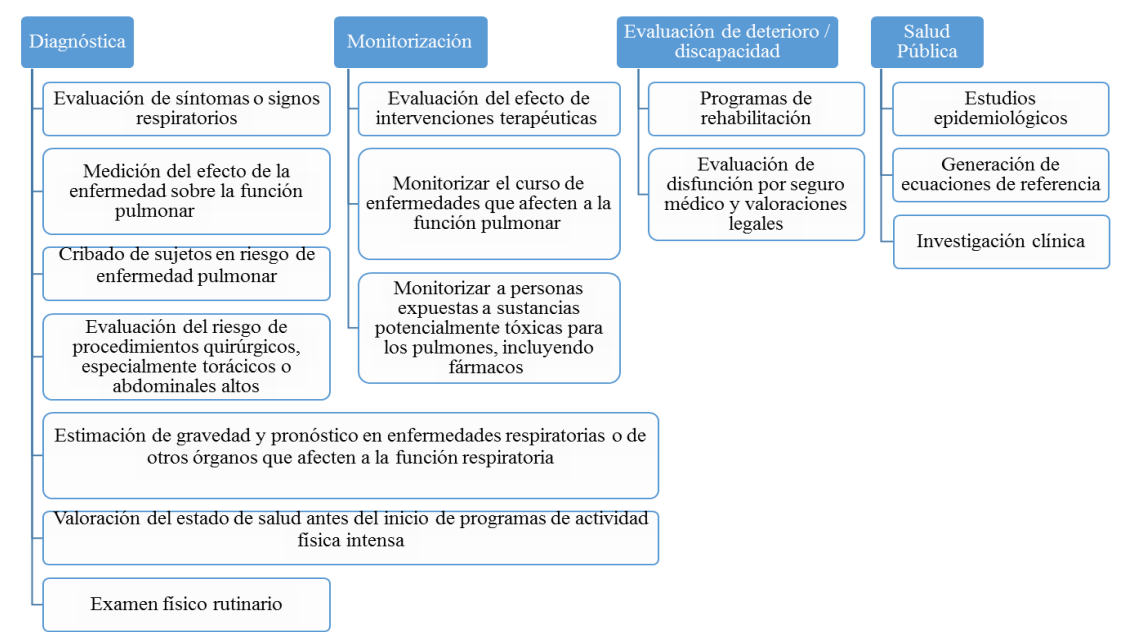 Diagnóstica
Evaluación de síntomas o signos
respiratorios
Medición del efecto de la
enfermedad sobre la función
pulmonar
Cribado de sujetos en riesgo de
enfermedad pulmonar
Evaluación del riesgo de
procedimientos quirúrgicos,
especialmente torácicos o
abdominales altos
Estimación de gravedad y pronóstico en enfermedades respiratorias o de
otros órganos que afecten a la función respiratoria
Valoración del estado de salud antes del inicio de programas de actividad
física intensa
Examen físico rutinario
Monitorización
Evaluación del efecto de
intervenciones terapéuticas
Monitorizar el curso de
enfermedades que afecten a la
función pulmonar
Monitorizar a personas
expuestas a sustancias
potencialmente tóxicas para
los pulmones, incluyendo
fármacos
Evaluación de deterioro /
discapacidad
Programas de
rehabilitación
Evaluación de
disfunción por seguro
médico y valoraciones
legales
Salud
Pública
Estudios
epidemiológicos
Generación de
ecuaciones de referencia
Investigación clínica